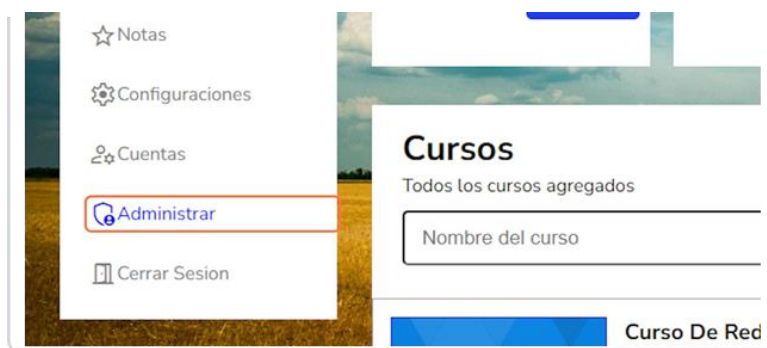 Notas
Configuraciones
Cuentas
Administrar
Cerrar Sesion
Cursos
Todos los cursos agregados
Nombre del curso
Curso De Red